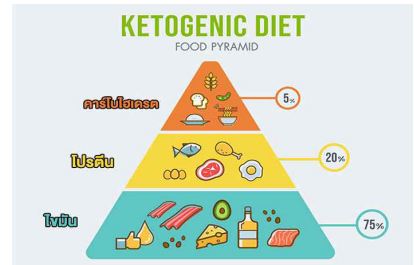 KETOGENIC DIET
FOOD PYRAMID
คาร์โบไฮเดรต
5%
โปรตีน
20%
ไขมัน
75%